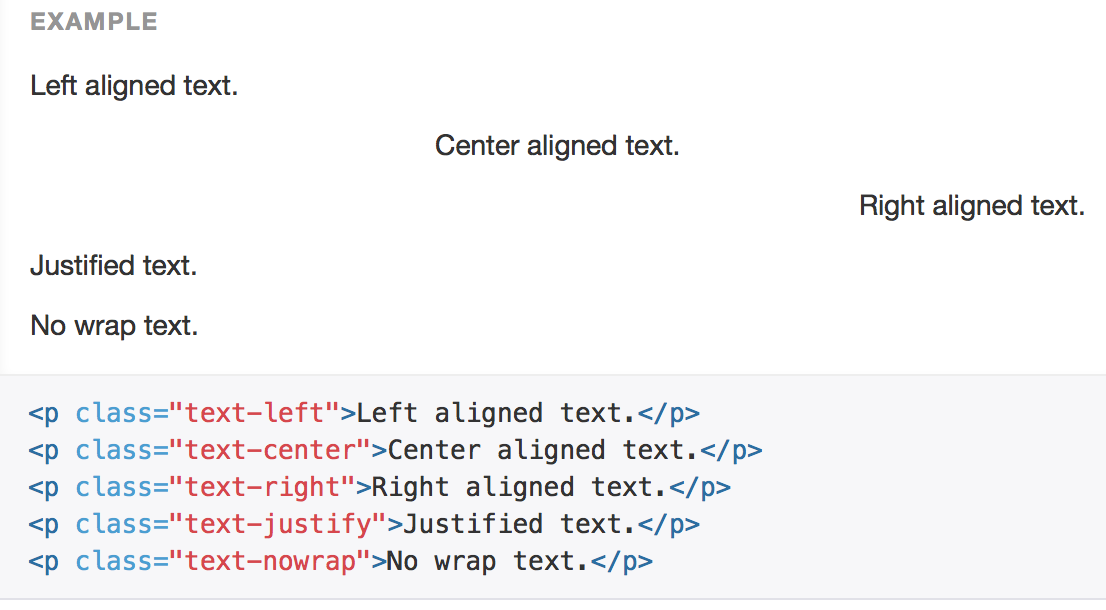 EXAMPLE
Left aligned text.
Center aligned text.
Right aligned text.
Justified text.
No wrap text.
<p class="text-left">Left aligned text.</p>
<p class="text-center">Center aligned text.</p>
<p class="text-right">Right aligned text.</p>
<p class="text-justify">Justified text.</p>
<p class="text-nowrap">No wrap text.</p>